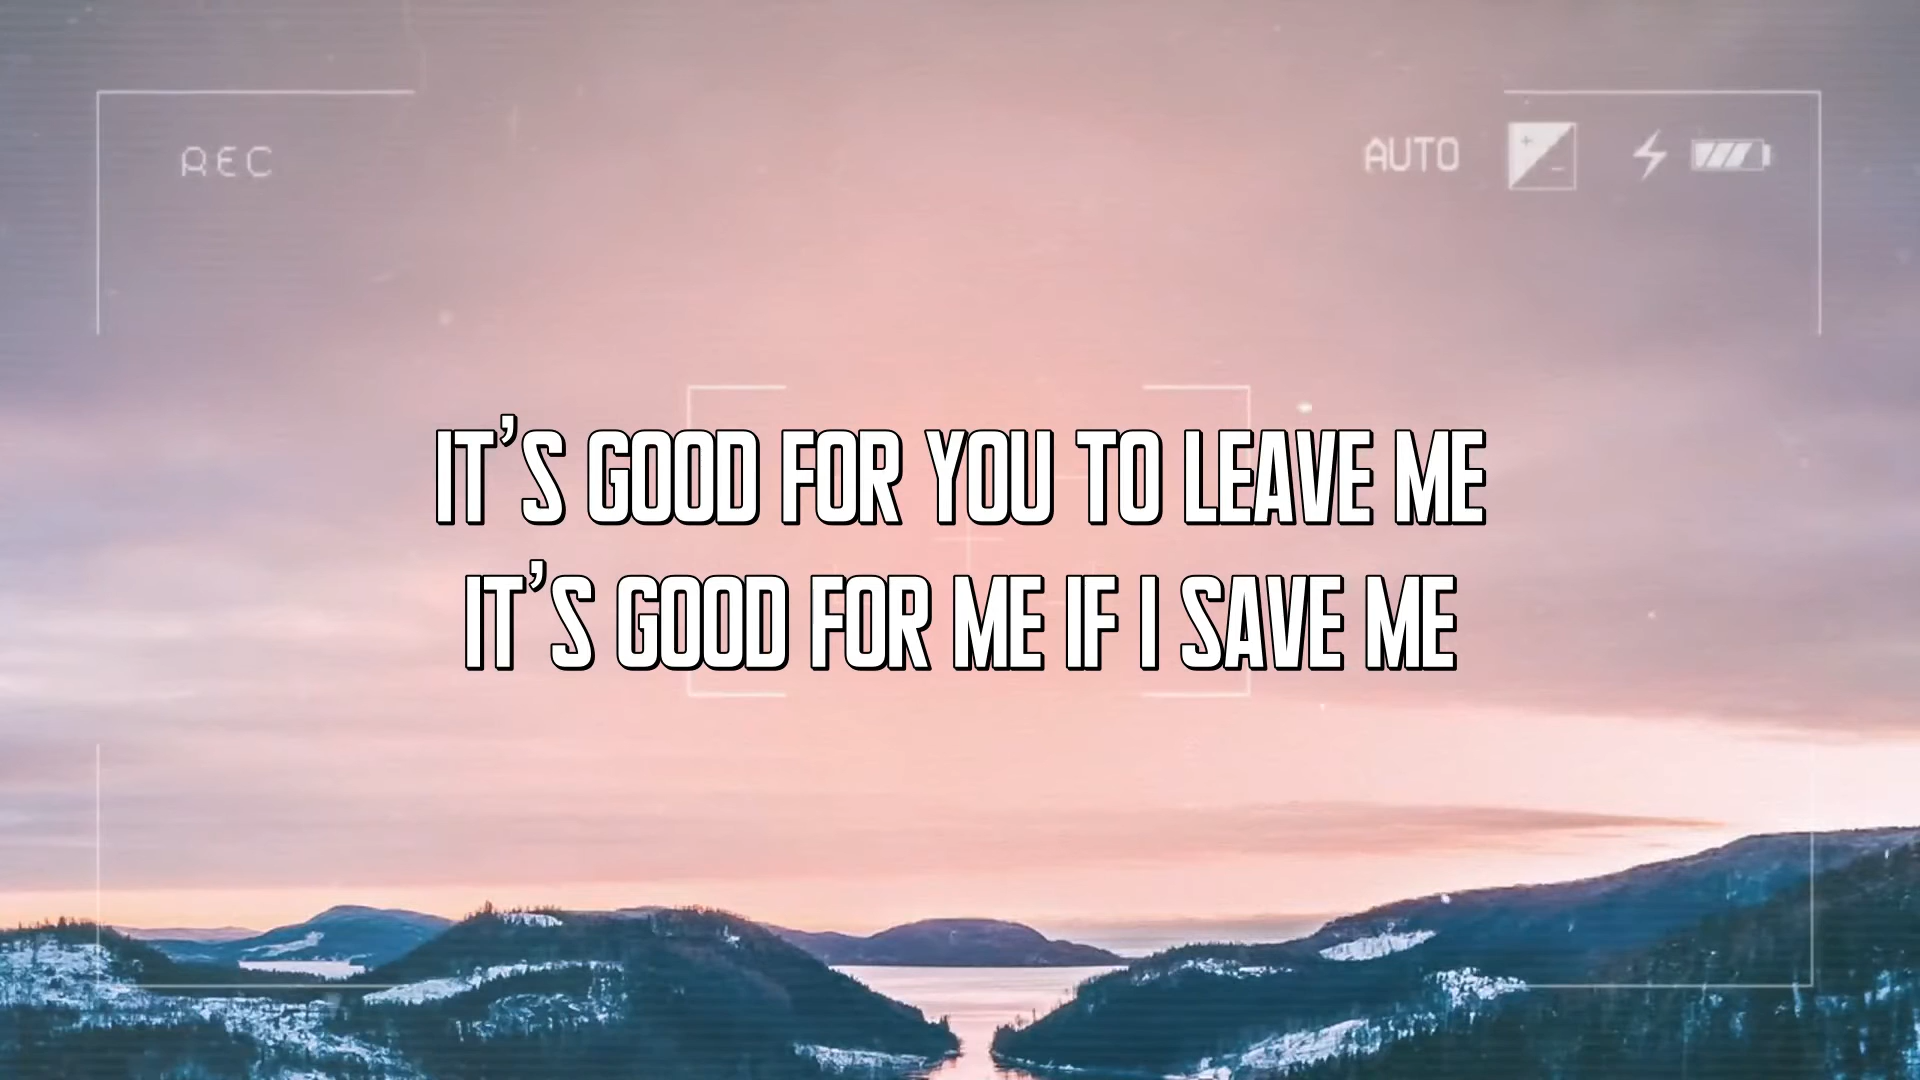 REC
AUTO
IT'S GOOD FOR YOU TO LEAVE ME
IT'S GOOD FOR ME IF I SAVE ME